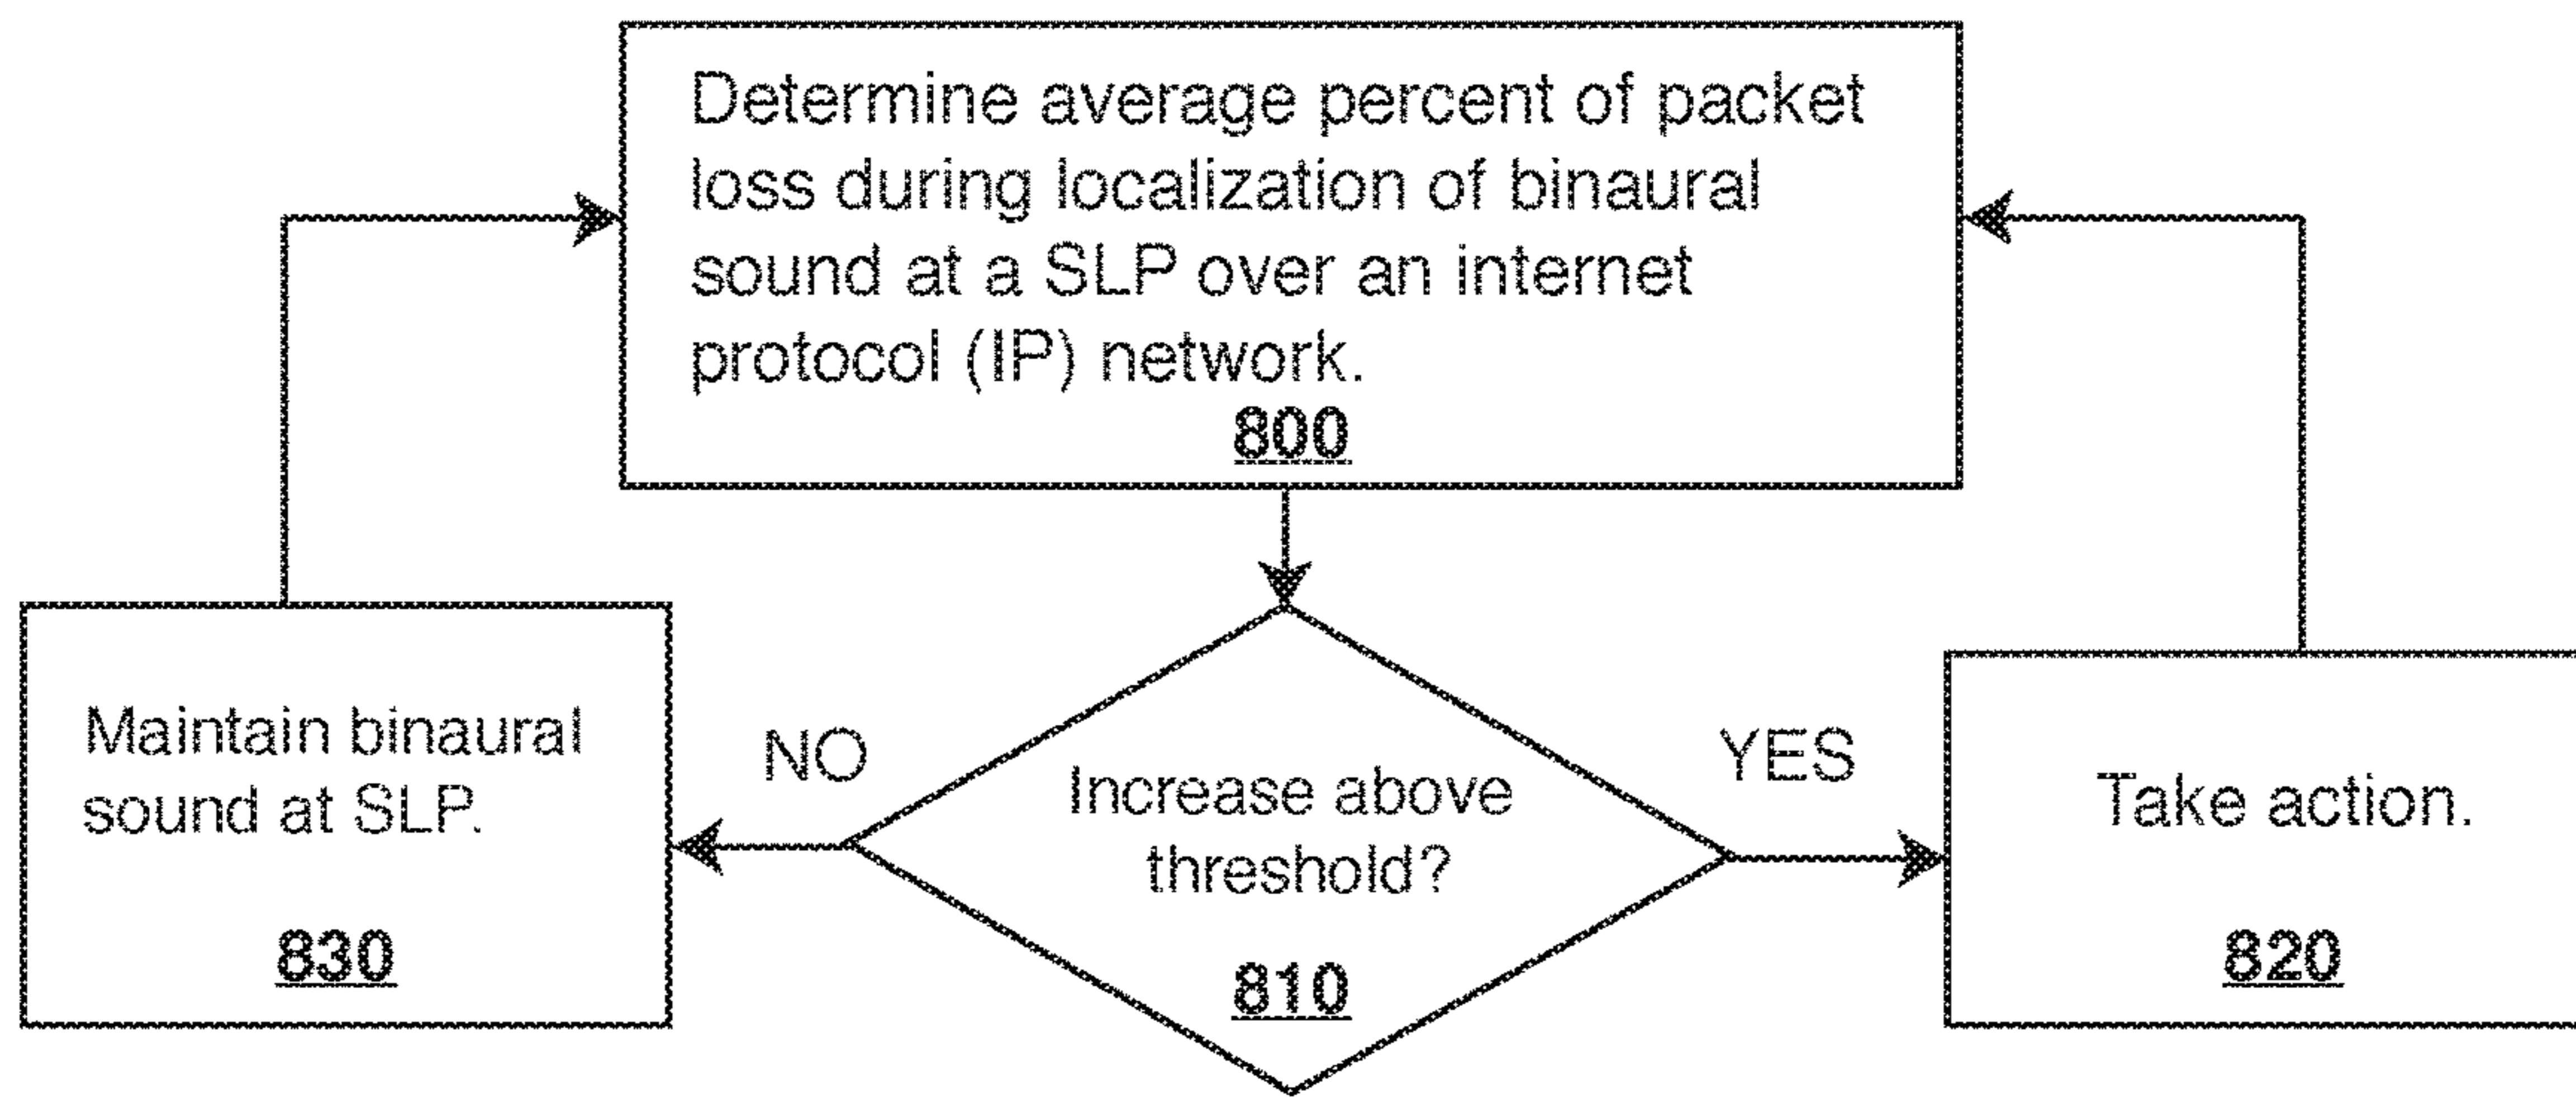 Determine average percent of packet
loss during localization of binaural
sound at a SLP over an internet
protocol (IP) network.
800
Maintain binaural
sound at SLP.
830
NO
Increase above
threshold?
810
YES
Take action.
820